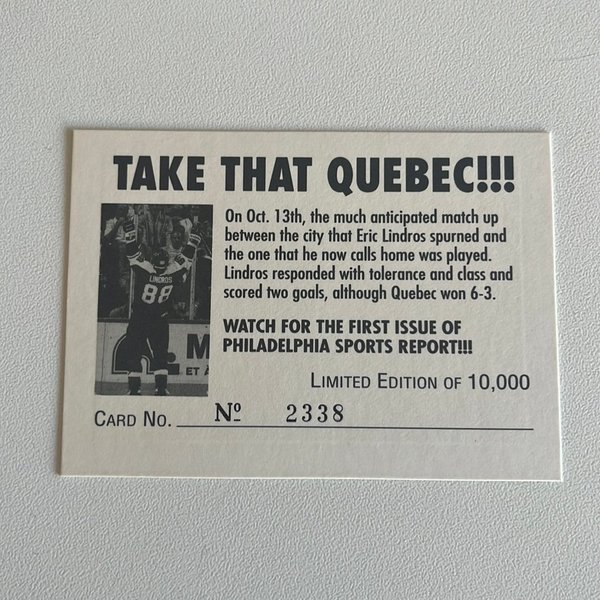 TAKE THAT QUEBEC!!!
On Oct. 13th, the much anticipated match up
between the city that Eric Lindros spurned and
the one that he now calls home was played.
Lindros responded with tolerance and class and
scored two goals, although Quebec won 6-3.
WATCH FOR THE FIRST ISSUE OF
PHILADELPHIA SPORTS REPORT!!!
LINDROS
88
M
ET À
LIMITED EDITION OF 10,000
CARD NO. Nº 2338